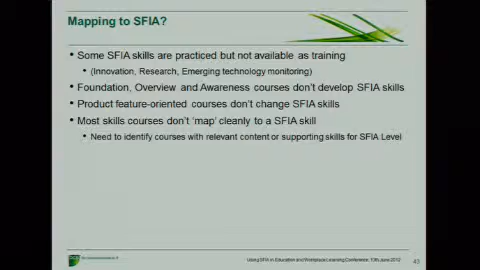 Mapping to SFIA?
• Some SFIA skills are practiced but not available as training
• (Innovation, Research, Emerging technology monitoring)
• Foundation, Overview and Awareness courses don't develop SFIA skills
• Product feature-oriented courses don't change SFIA skills
• Most skills courses don't 'map' cleanly to a SFIA skill
• Need to identify courses with relevant content or supporting skills for SFIA Level
Using SFIA in Education and Workplace Learning Conference, 13th June 2012